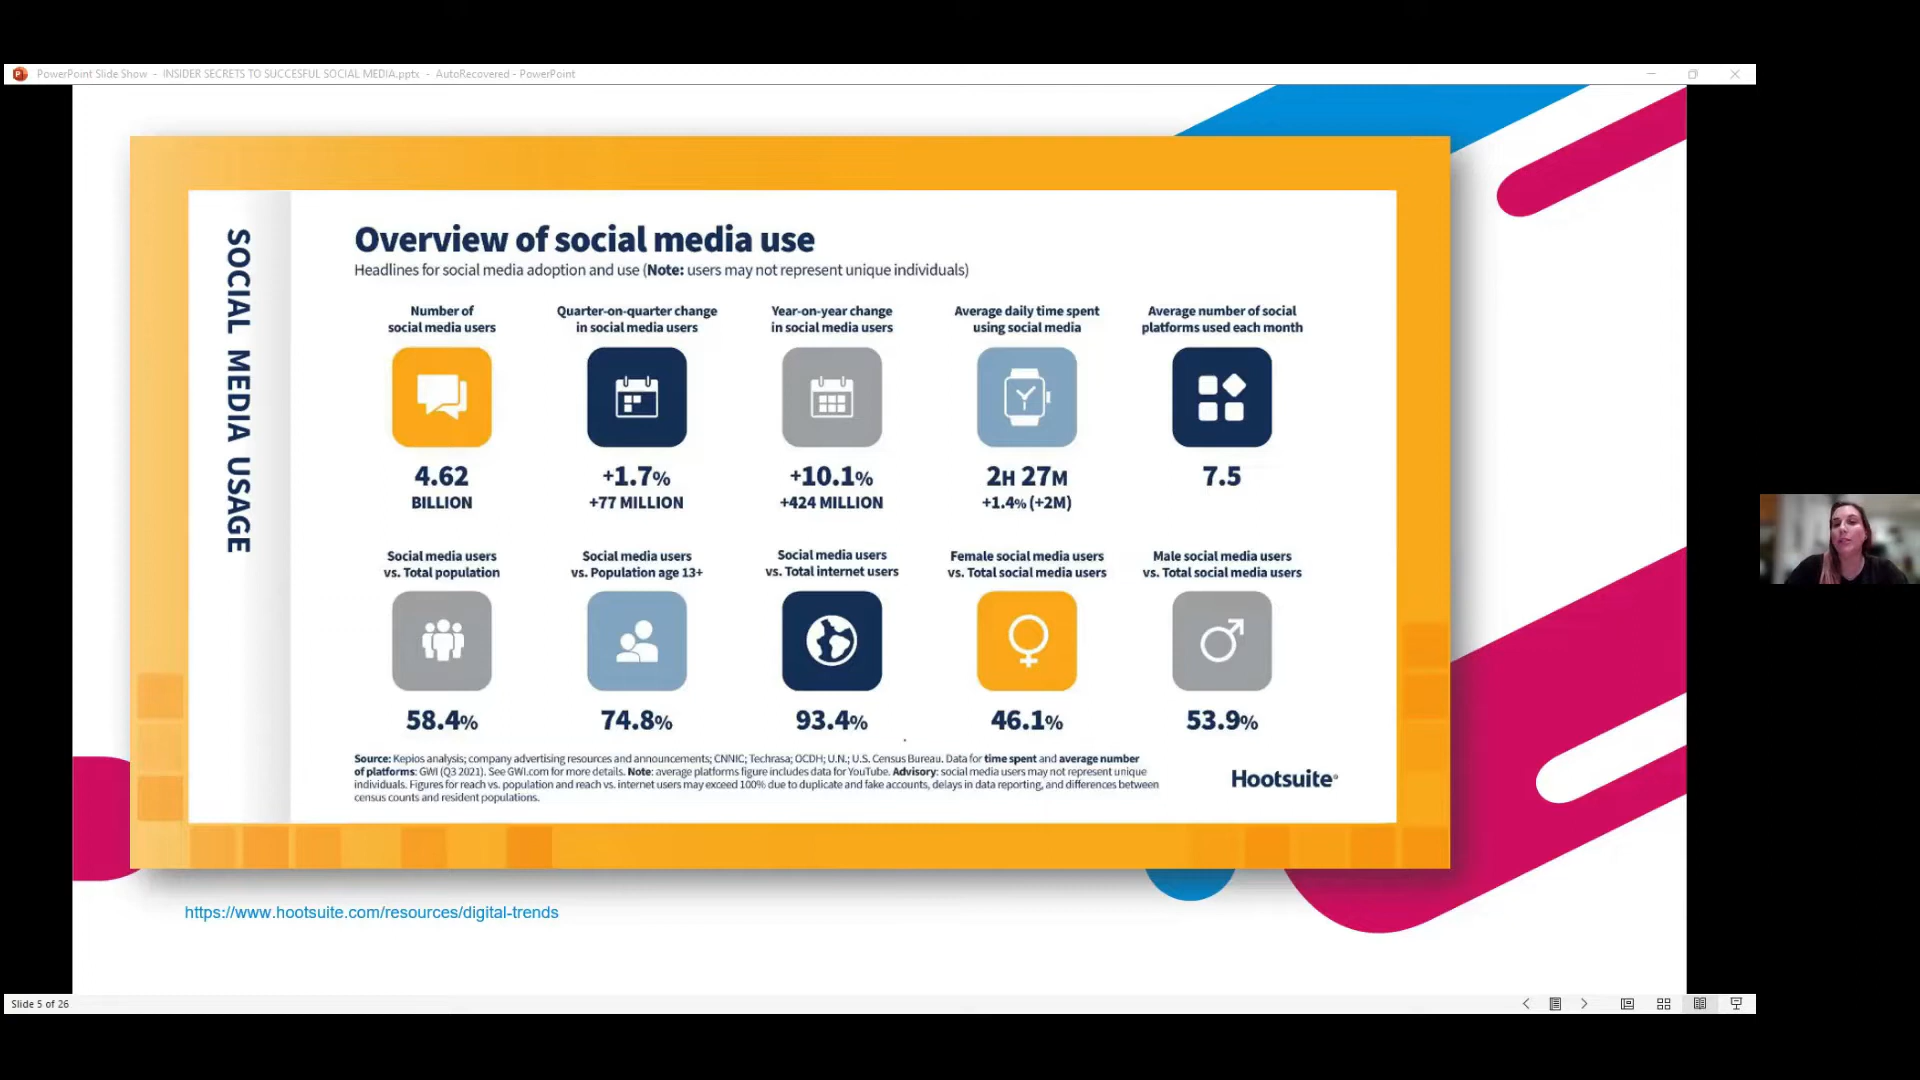 PowerPoint Slide Show - INSIDER SECRETS TO SUCCESFUL SOCIAL MEDIA.pptx - AutoRecovered - PowerPoint
SOCIAL MEDIA USAGE
Overview of social media use
Headlines for social media adoption and use (Note: users may not represent unique individuals)
Number of
social media users
4.62
BILLION
Quarter-on-quarter change
in social media users
+1.7%
+77 MILLION
Year-on-year change
in social media users
+10.1%
+424 MILLION
Average daily time spent
using social media
2H 27M
+1.4% (+2M)
Average number of social
platforms used each month
7.5
Social media users
vs. Total population
58.4%
Social media users
vs. Population age 13+
74.8%
Social media users
vs. Total internet users
93.4%
Female social media users
vs. Total social media users
46.1%
Male social media users
vs. Total social media users
53.9%
Source: Kepios analysis; company advertising resources and announcements; CNNIC; Techrasa; OCDH; U.N.; U.S. Census Bureau. Data for time spent and average number
of platforms: GWI (Q3 2021). See GWI.com for more details. Note: average platforms figure includes data for YouTube. Advisory: social media users may not represent unique
individuals. Figures for reach vs. population and reach vs. internet users may exceed 100% due to duplicate and fake accounts, delays in data reporting, and differences between
census counts and resident populations.
Hootsuite®
https://www.hootsuite.com/resources/digital-trends
Slide 5 of 26